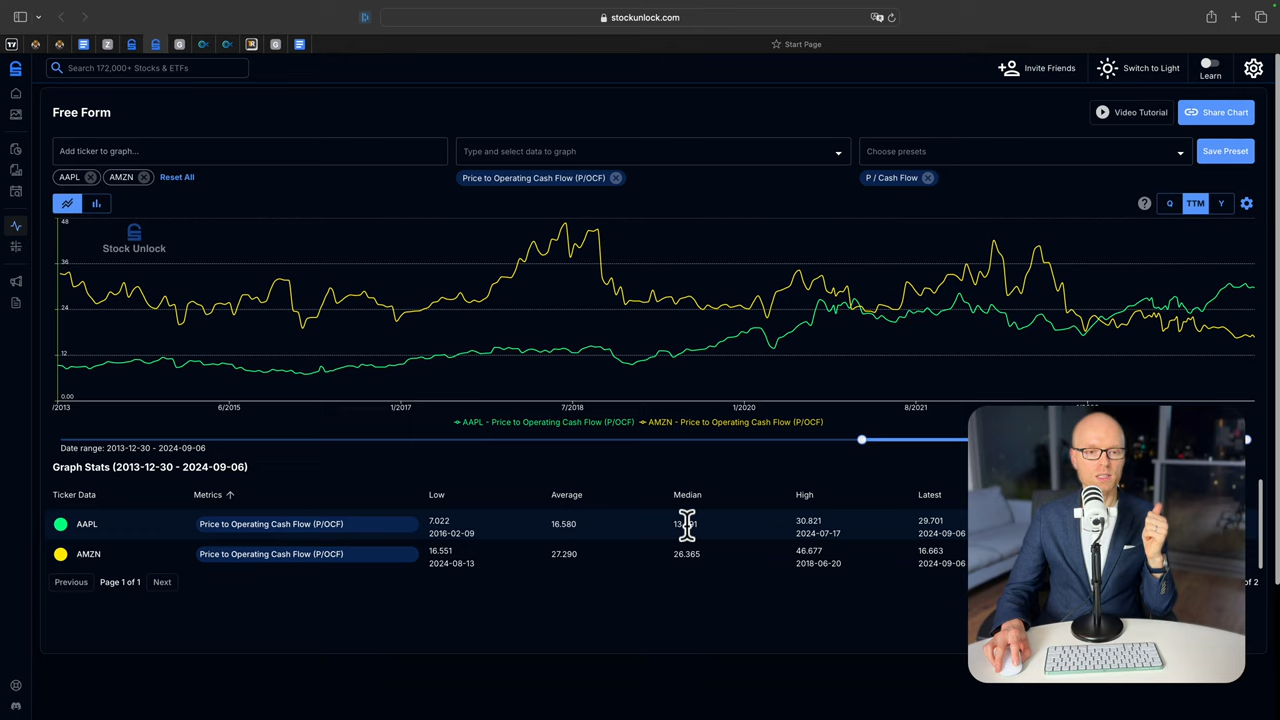 stockunlock.com
Start Page
Search 172,000+ Stocks & ETFs
Invite Friends
Switch to Light
Learn
Free Form
Video Tutorial
Share Chart
Add ticker to graph...
Type and select data to graph
Choose presets
Save Preset
AAPL
AMZN
Reset All
Price to Operating Cash Flow (P/OCF)
P / Cash Flow
Q
TTM
Y
Stock Unlock
48
36
24
12
0.00
/2013
6/2015
1/2017
7/2018
1/2020
8/2021
AAPL - Price to Operating Cash Flow (P/OCF)
AMZN - Price to Operating Cash Flow (P/OCF)
Date range: 2013-12-30 - 2024-09-06
Graph Stats (2013-12-30 - 2024-09-06)
Ticker Data Metrics Low Average Median High Latest
AAPL Price to Operating Cash Flow (P/OCF) 7.022 16.580 30.821 29.701
2016-02-09 2024-07-17 2024-09-06
AMZN Price to Operating Cash Flow (P/OCF) 16.551 27.290 26.365 46.677 16.663
2024-08-13 2018-06-20 2024-09-06
Previous Page 1 of 1 Next
of 2